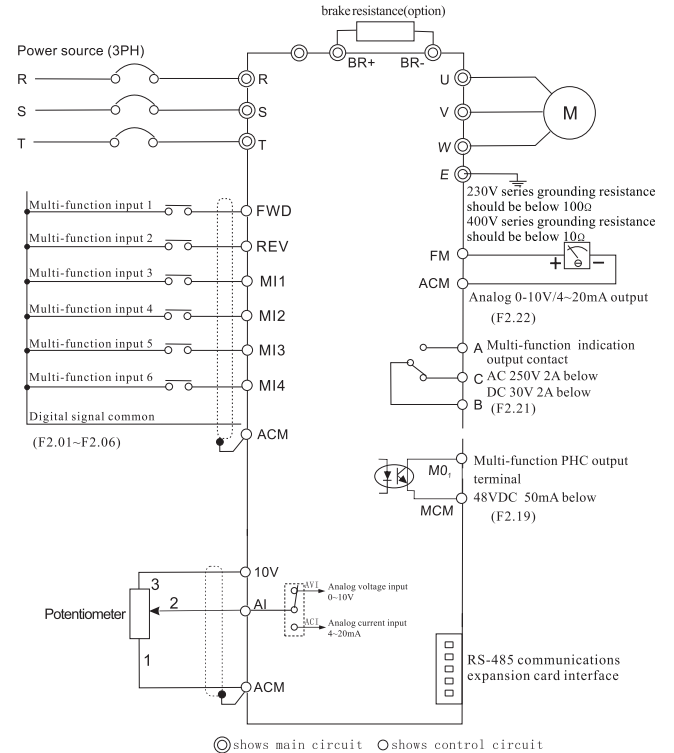 brake resistance(option)
Power source (3PH)
BR+ BR-
R R U
S S V M
T T W
E
230V series grounding resistance
should be below 100Ω
400V series grounding resistance
should be below 10Ω
Multi-function input 1 FWD
Multi-function input 2 REV
Multi-function input 3 MI1
Multi-function input 4 MI2
Multi-function input 5 MI3
Multi-function input 6 MI4
Digital signal common
(F2.01~F2.06)
ACM
FM + −
ACM
Analog 0-10V/4~20mA output
(F2.22)
A Multi-function indication
output contact
C AC 250V 2A below
DC 30V 2A below
B (F2.21)
MO1 Multi-function PHC output
terminal
48VDC 50mA below
MCM (F2.19)
10V
3
Potentiometer 2 AI
1
AVI Analog voltage input
0~10V
ACI Analog current input
4~20mA
ACM
RS-485 communications
expansion card interface
shows main circuit shows control circuit